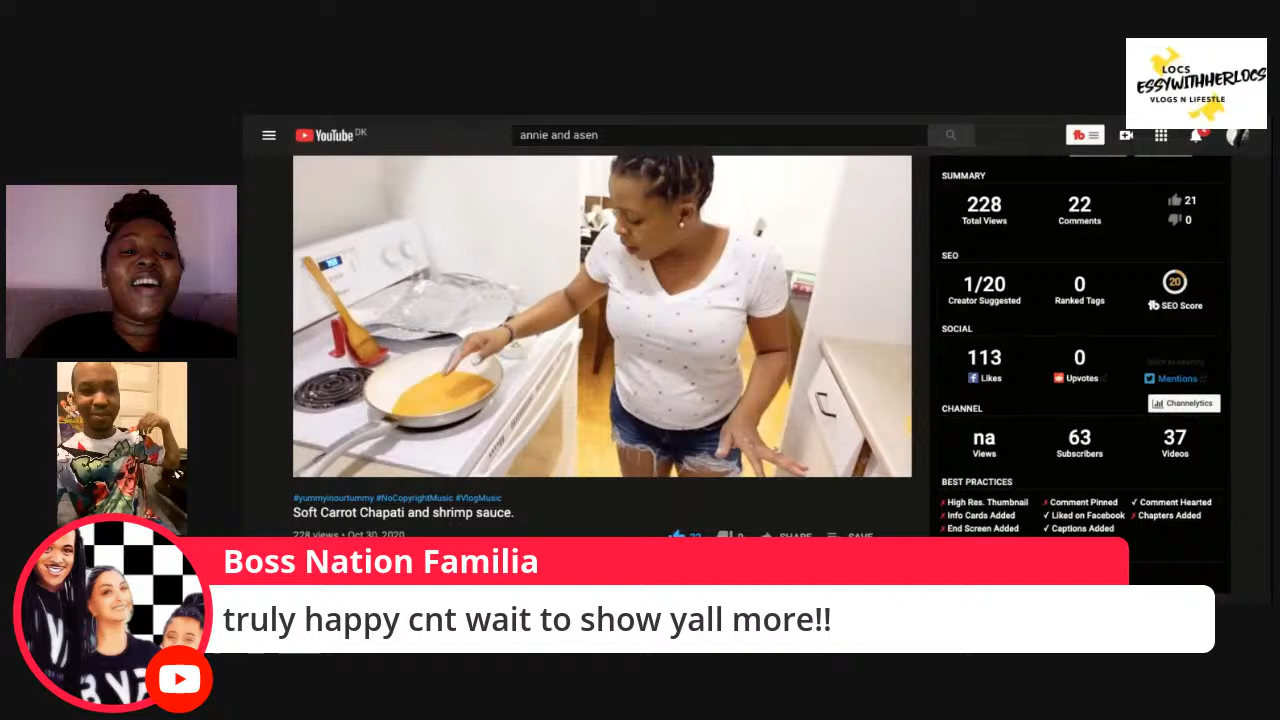 LOCS
ESSYWITHHERLOCS
VLOGS N LIFESTLE
YouTube DK
annie and asen
tb
SUMMARY
228
Total Views
22
Comments
21
0
SEO
1/20
Creator Suggested
0
Ranked Tags
20
tb SEO Score
SOCIAL
113
Likes
0
Upvotes
Mentions
CHANNEL
Channelytics
na
Views
63
Subscribers
37
Videos
BEST PRACTICES
✗ High Res. Thumbnail ✗ Comment Pinned ✓ Comment Hearted
✗ Info Cards Added ✓ Liked on Facebook ✗ Chapters Added
✗ End Screen Added ✓ Captions Added
#yummyinourtummy #NoCopyrightMusic #VlogMusic
Soft Carrot Chapati and shrimp sauce.
228 views • Oct 30, 2020
SHARE
SAVE
Boss Nation Familia
truly happy cnt wait to show yall more!!